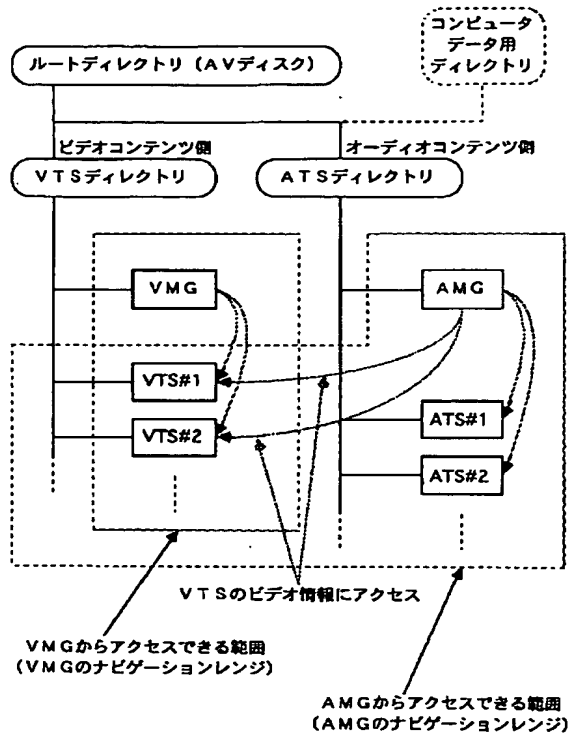 コンピュータ
データ用
ディレクトリ
ルートディレクトリ（AVディスク）
ビデオコンテンツ側
オーディオコンテンツ側
VTSディレクトリ
ATSディレクトリ
VMG
AMG
VTS#1
VTS#2
ATS#1
ATS#2
VTSのビデオ情報にアクセス
VMGからアクセスできる範囲
（VMGのナビゲーションレンジ）
AMGからアクセスできる範囲
（AMGのナビゲーションレンジ）